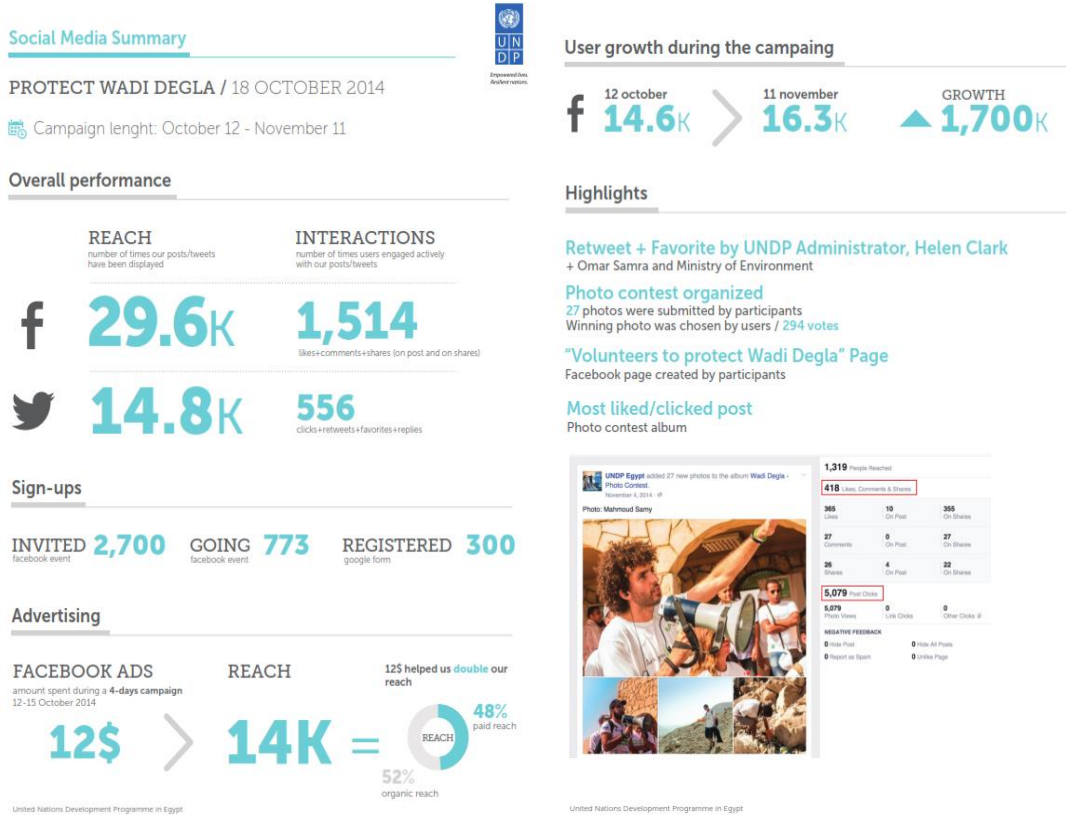 Social Media Summary
U N
D P
Empowered lives.
Resilient nations.
PROTECT WADI DEGLA / 18 OCTOBER 2014
Campaign lenght: October 12 - November 11
Overall performance
REACH
number of times our posts/tweets
have been displayed
INTERACTIONS
number of times users engaged actively
with our posts/tweets
29.6K
1,514
likes+comments+shares (on post and on shares)
14.8K
556
clicks+retweets+favorites+replies
Sign-ups
INVITED 2,700
facebook event
GOING 773
facebook event
REGISTERED 300
google form
Advertising
FACEBOOK ADS
amount spent during a 4-days campaign
12-15 October 2014
12$
REACH
14K =
12$ helped us double our
reach
REACH
48%
paid reach
52%
organic reach
United Nations Development Programme in Egypt
User growth during the campaing
12 october
14.6K
11 november
16.3K
GROWTH
1,700K
Highlights
Retweet + Favorite by UNDP Administrator, Helen Clark
+ Omar Samra and Ministry of Environment
Photo contest organized
27 photos were submitted by participants
Winning photo was chosen by users / 294 votes
"Volunteers to protect Wadi Degla" Page
Facebook page created by participants
Most liked/clicked post
Photo contest album
UNDP Egypt added 27 new photos to the album Wadi Degla -
Photo Contest.
November 4, 2014
Photo: Mahmoud Samy
1,319 People Reached
418 Likes, Comments & Shares
365 10 355
Likes On Post On Shares
27 0 27
Comments On Post On Shares
26 4 22
Shares On Post On Shares
5,079 Post Clicks
5,079 0 0
Photo Views Link Clicks Other Clicks
NEGATIVE FEEDBACK
0 Hide Post 0 Hide All Posts
0 Report as Spam 0 Unlike Page
United Nations Development Programme in Egypt